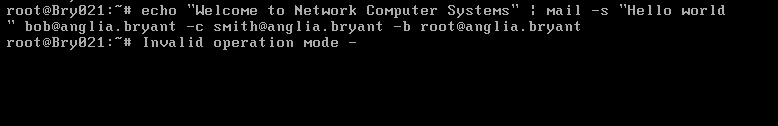 root@Bry021:~# echo "Welcome to Network Computer Systems" | mail -s "Hello world
" bob@anglia.bryant -c smith@anglia.bryant -b root@anglia.bryant
root@Bry021:~# Invalid operation mode -